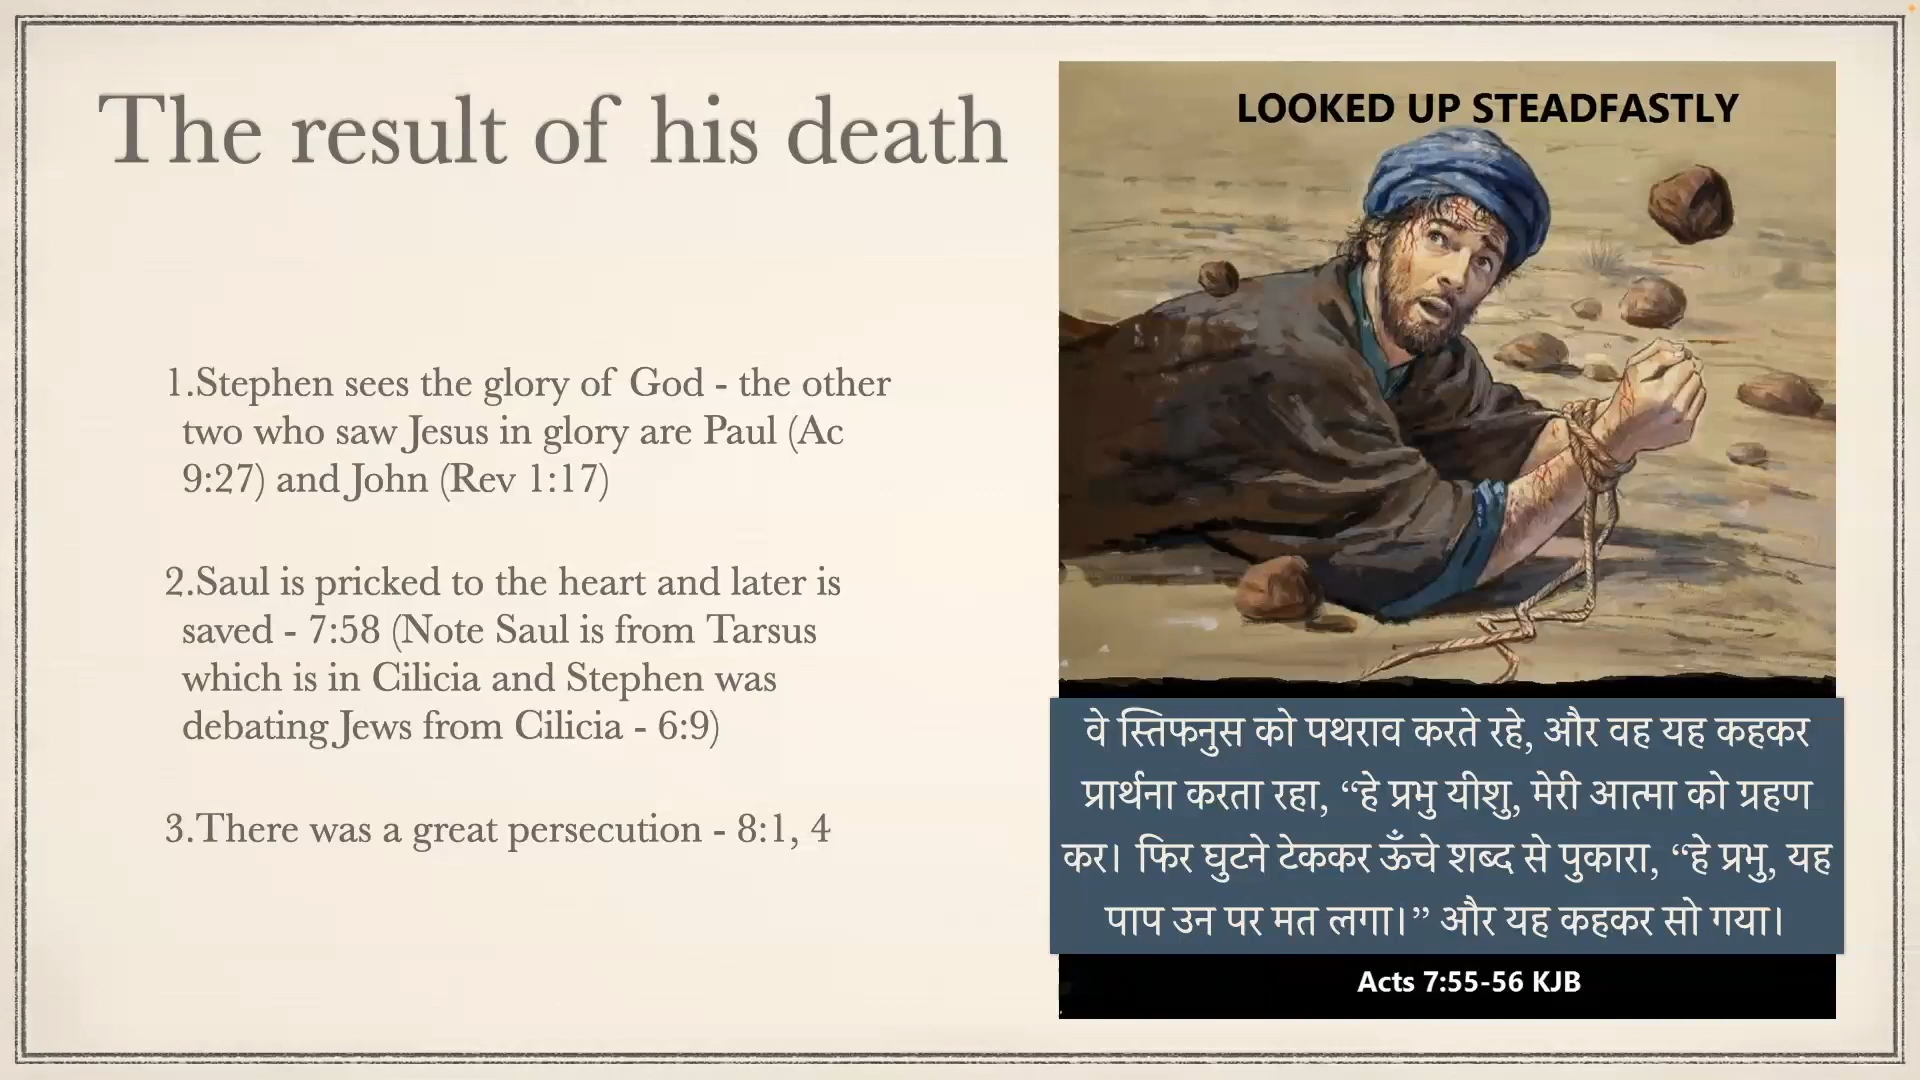 The result of his death
1.Stephen sees the glory of God - the other
two who saw Jesus in glory are Paul (Ac
9:27) and John (Rev 1:17)
2.Saul is pricked to the heart and later is
saved - 7:58 (Note Saul is from Tarsus
which is in Cilicia and Stephen was
debating Jews from Cilicia - 6:9)
3.There was a great persecution - 8:1, 4
LOOKED UP STEADFASTLY
वे स्तिफनुस को पथराव करते रहे, और वह यह कहकर
प्रार्थना करता रहा, “हे प्रभु यीशु, मेरी आत्मा को ग्रहण
कर। फिर घुटने टेककर ऊँचे शब्द से पुकारा, “हे प्रभु, यह
पाप उन पर मत लगा।” और यह कहकर सो गया।
Acts 7:55-56 KJB